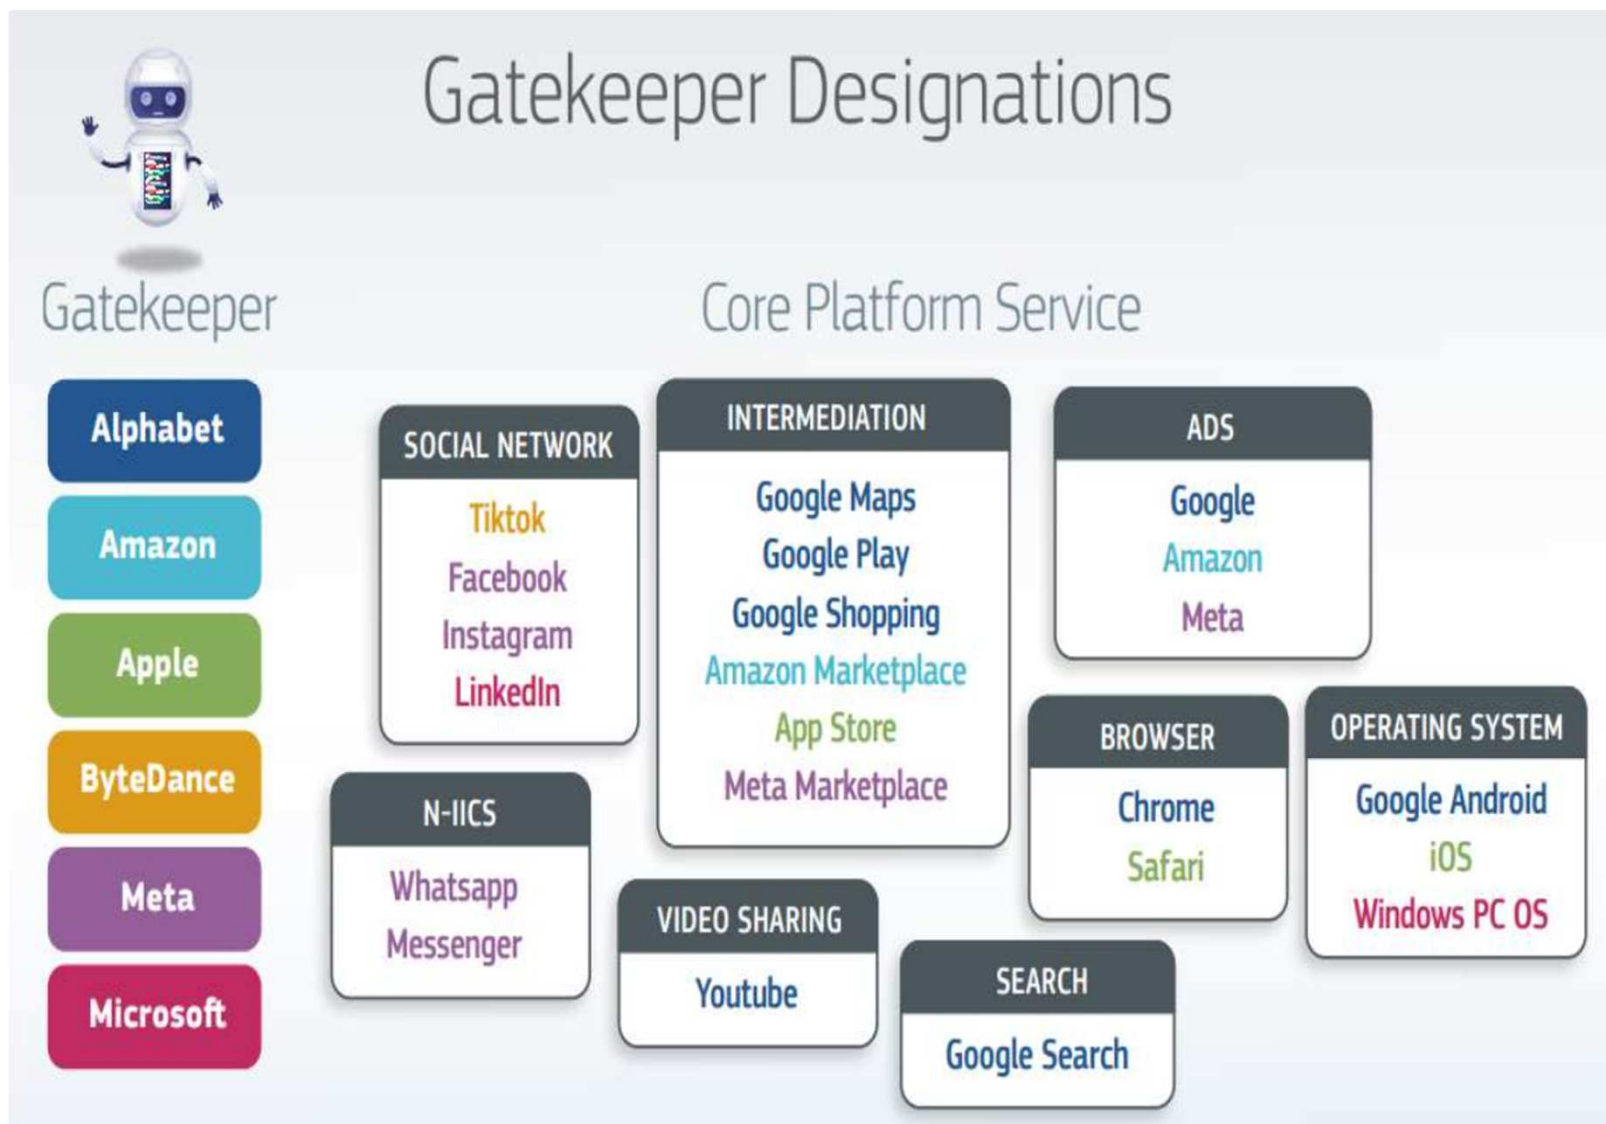 Gatekeeper Designations
Gatekeeper
Core Platform Service
Alphabet
Amazon
Apple
ByteDance
Meta
Microsoft
SOCIAL NETWORK
Tiktok
Facebook
Instagram
LinkedIn
INTERMEDIATION
Google Maps
Google Play
Google Shopping
Amazon Marketplace
App Store
Meta Marketplace
ADS
Google
Amazon
Meta
N-IICS
Whatsapp
Messenger
VIDEO SHARING
Youtube
BROWSER
Chrome
Safari
OPERATING SYSTEM
Google Android
iOS
Windows PC OS
SEARCH
Google Search